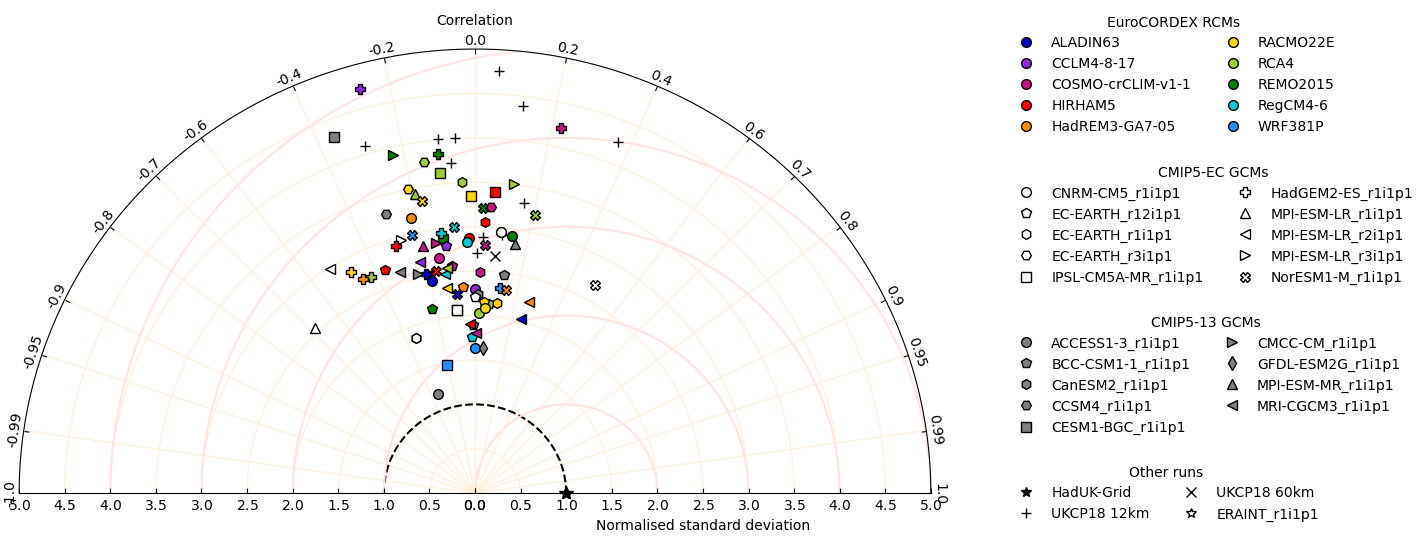 Correlation
0.0
-0.2 0.2
-0.4 0.4
-0.6 0.6
-0.7 0.7
-0.8 0.8
-0.9 0.9
-0.95 0.95
-0.99 0.99
-1.0 1.0
5.0 4.5 4.0 3.5 3.0 2.5 2.0 1.5 1.0 0.5 0.0 0.5 1.0 1.5 2.0 2.5 3.0 3.5 4.0 4.5 5.0
Normalised standard deviation
EuroCORDEX RCMs
ALADIN63 RACMO22E
CCLM4-8-17 RCA4
COSMO-crCLIM-v1-1 REMO2015
HIRHAM5 RegCM4-6
HadREM3-GA7-05 WRF381P
CMIP5-EC GCMs
CNRM-CM5_r1i1p1 HadGEM2-ES_r1i1p1
EC-EARTH_r12i1p1 MPI-ESM-LR_r1i1p1
EC-EARTH_r1i1p1 MPI-ESM-LR_r2i1p1
EC-EARTH_r3i1p1 MPI-ESM-LR_r3i1p1
IPSL-CM5A-MR_r1i1p1 NorESM1-M_r1i1p1
CMIP5-13 GCMs
ACCESS1-3_r1i1p1 CMCC-CM_r1i1p1
BCC-CSM1-1_r1i1p1 GFDL-ESM2G_r1i1p1
CanESM2_r1i1p1 MPI-ESM-MR_r1i1p1
CCSM4_r1i1p1 MRI-CGCM3_r1i1p1
CESM1-BGC_r1i1p1
Other runs
HadUK-Grid UKCP18 60km
UKCP18 12km ERAINT_r1i1p1